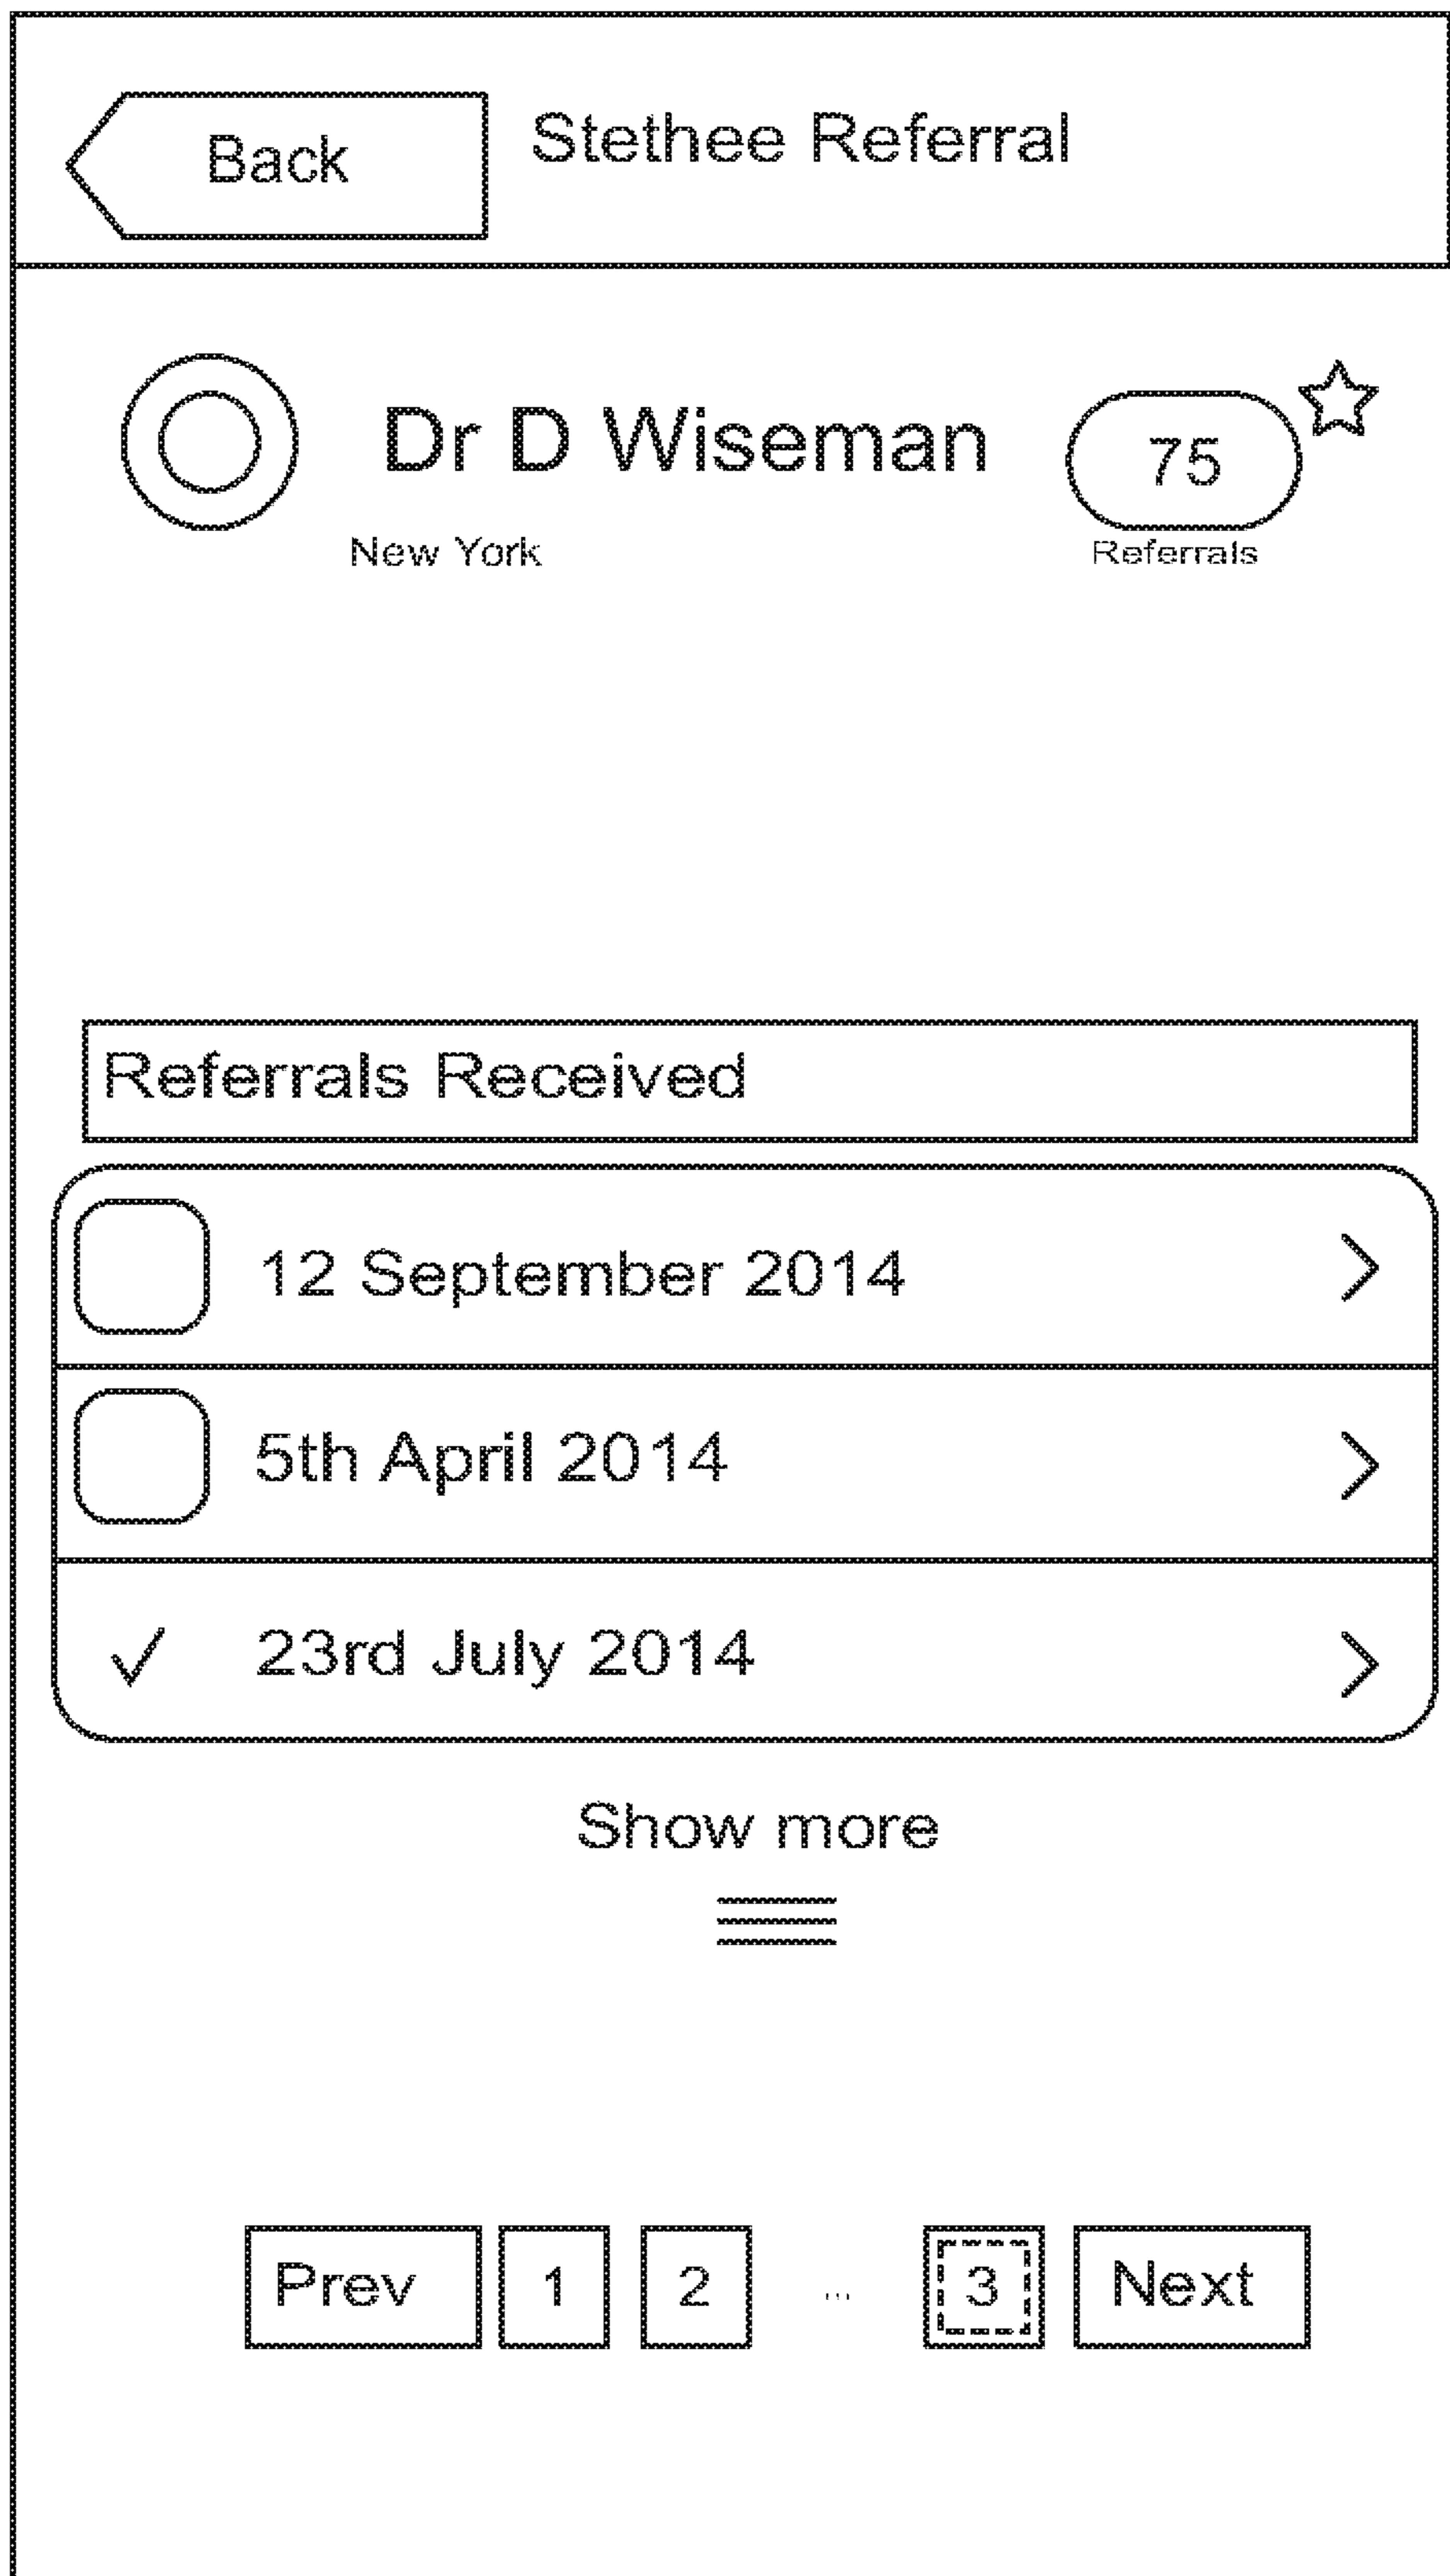 Back
Stethee Referral
Dr D Wiseman
75
New York
Referrals
Referrals Received
12 September 2014
5th April 2014
23rd July 2014
Show more
Prev 1 2 ... 3 Next